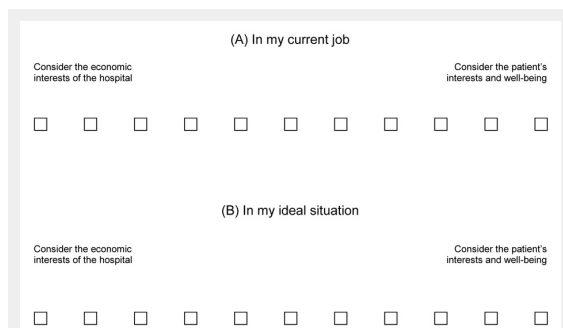 (A) In my current job
Consider the economic
interests of the hospital
Consider the patient's
interests and well-being
(B) In my ideal situation
Consider the economic
interests of the hospital
Consider the patient's
interests and well-being